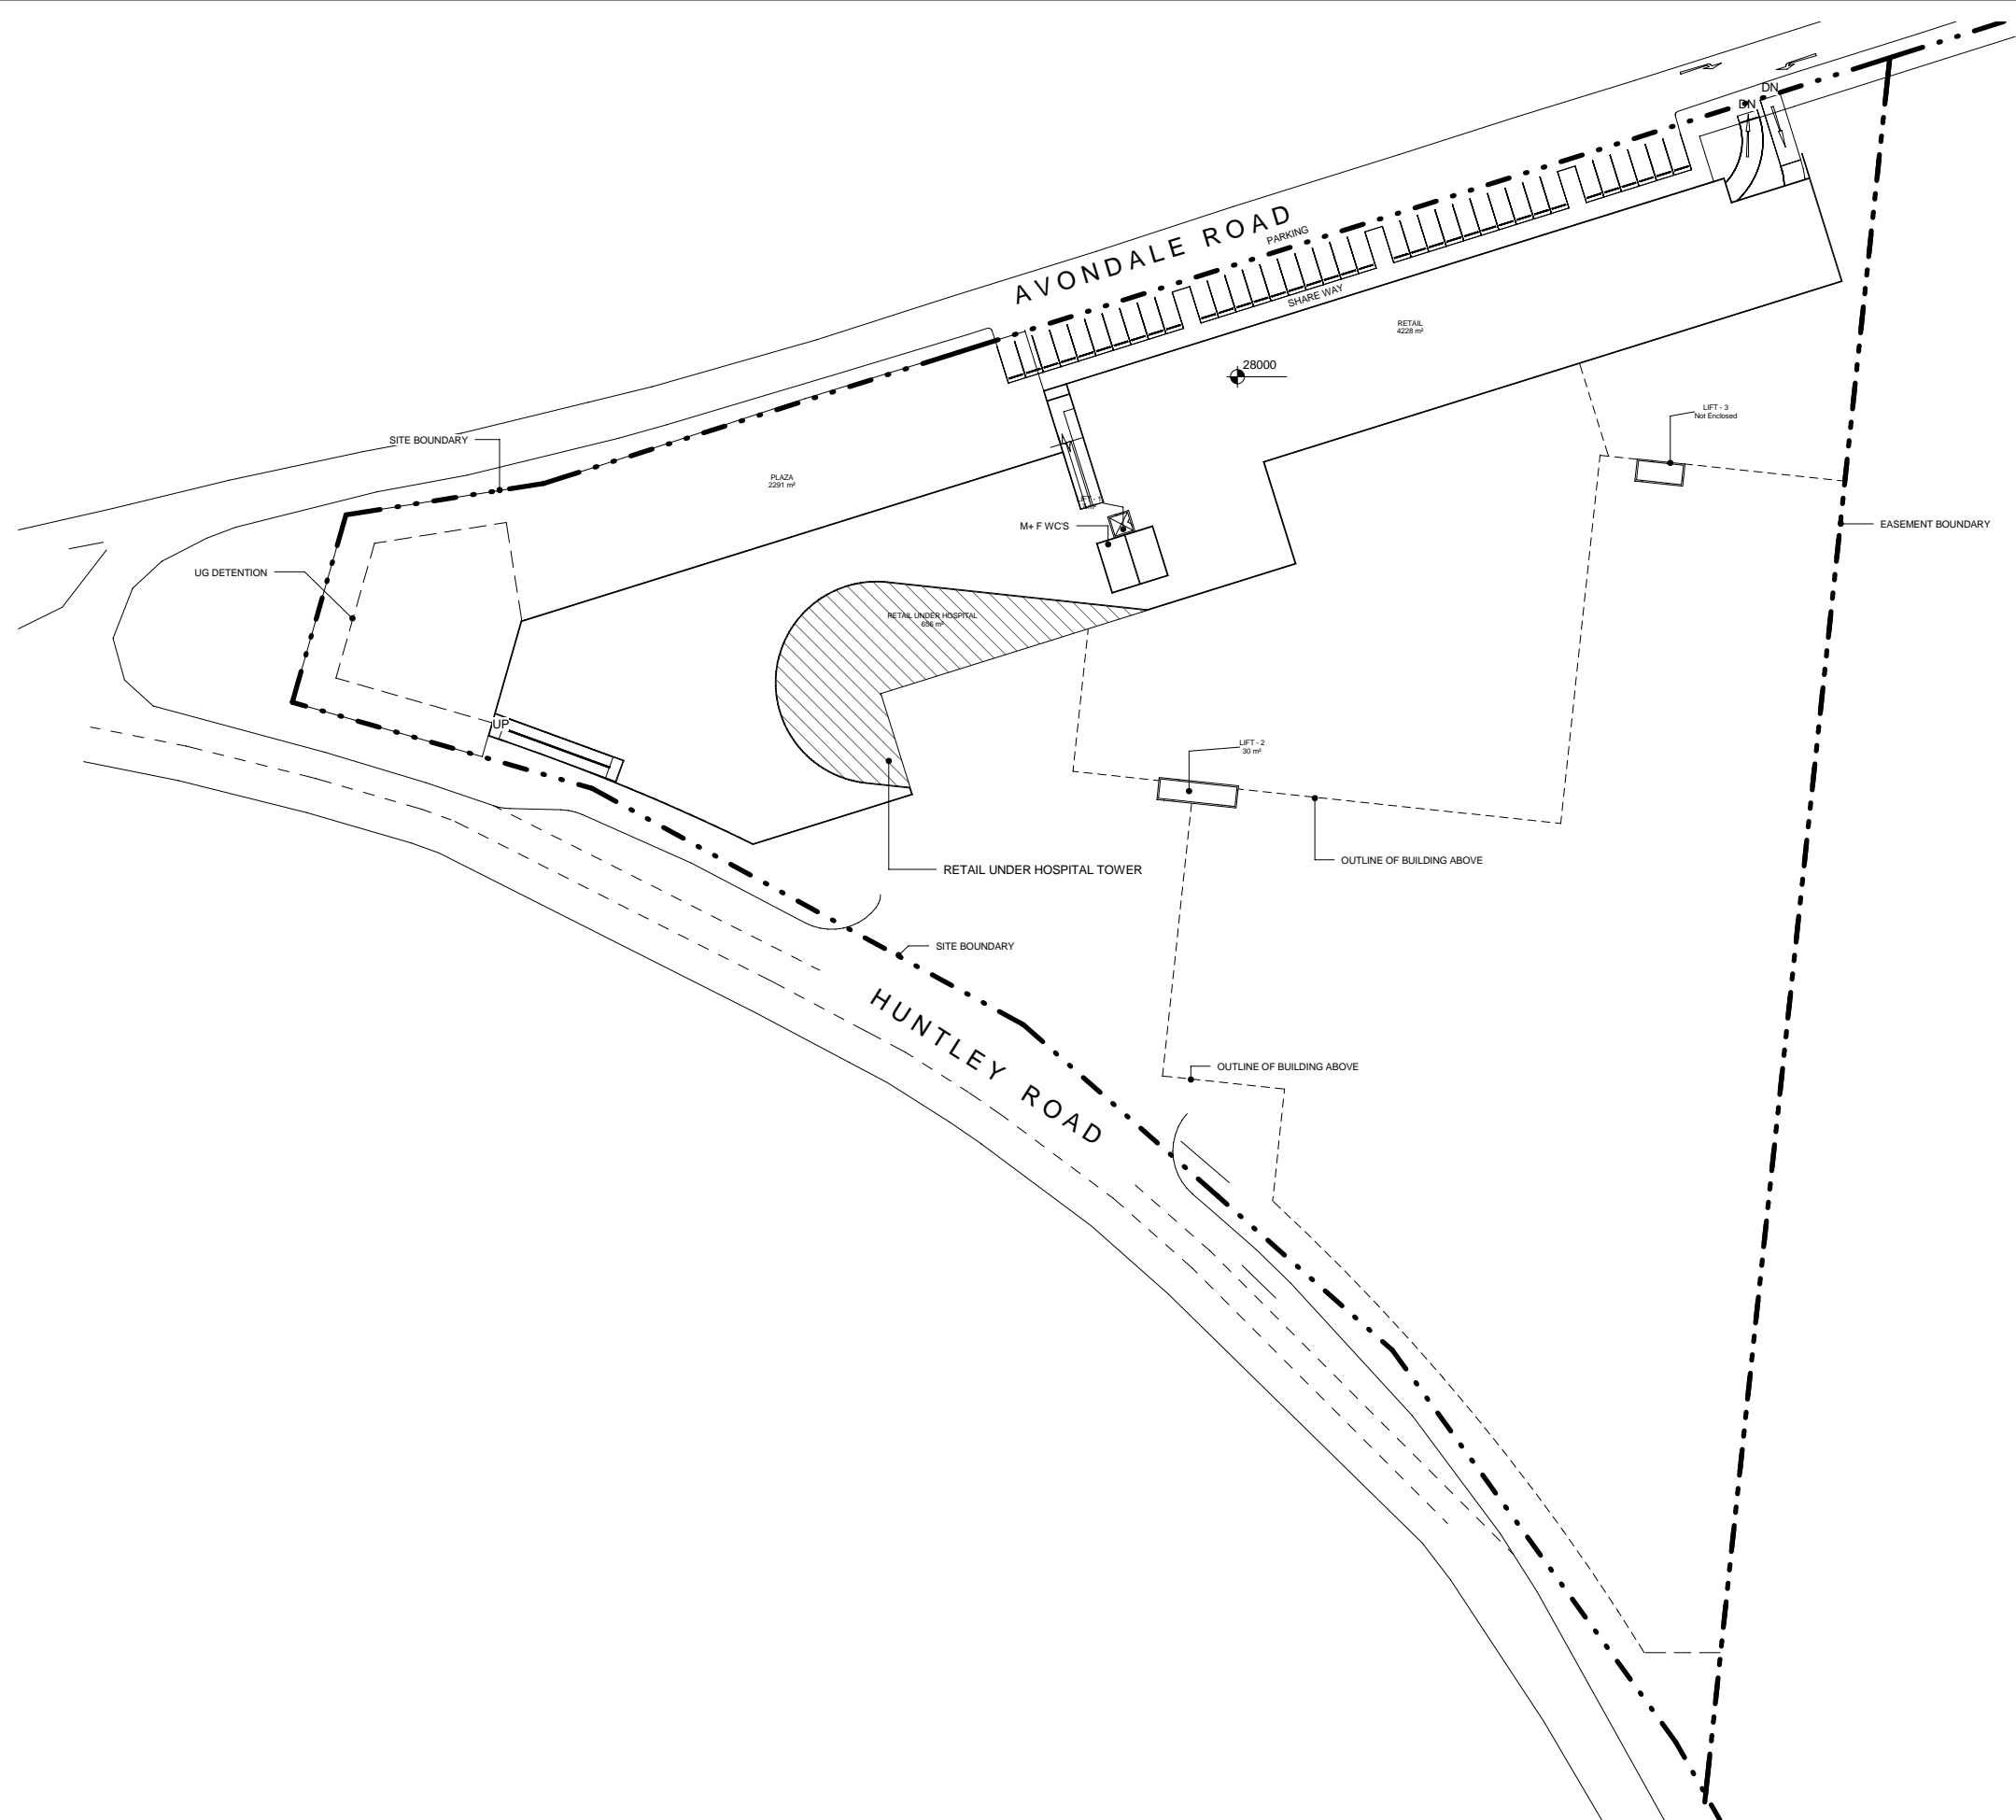 DN
DN
AVONDALE ROAD
PARKING
SHARE WAY
RETAIL
4228 m²
28000
LIFT - 3
Not Enclosed
SITE BOUNDARY
PLAZA
2291 m²
M+ F WC'S
EASEMENT BOUNDARY
UG DETENTION
RETAIL UNDER HOSPITAL
UP
LIFT - 2
30 m²
OUTLINE OF BUILDING ABOVE
RETAIL UNDER HOSPITAL TOWER
SITE BOUNDARY
HUNTLEY ROAD
OUTLINE OF BUILDING ABOVE